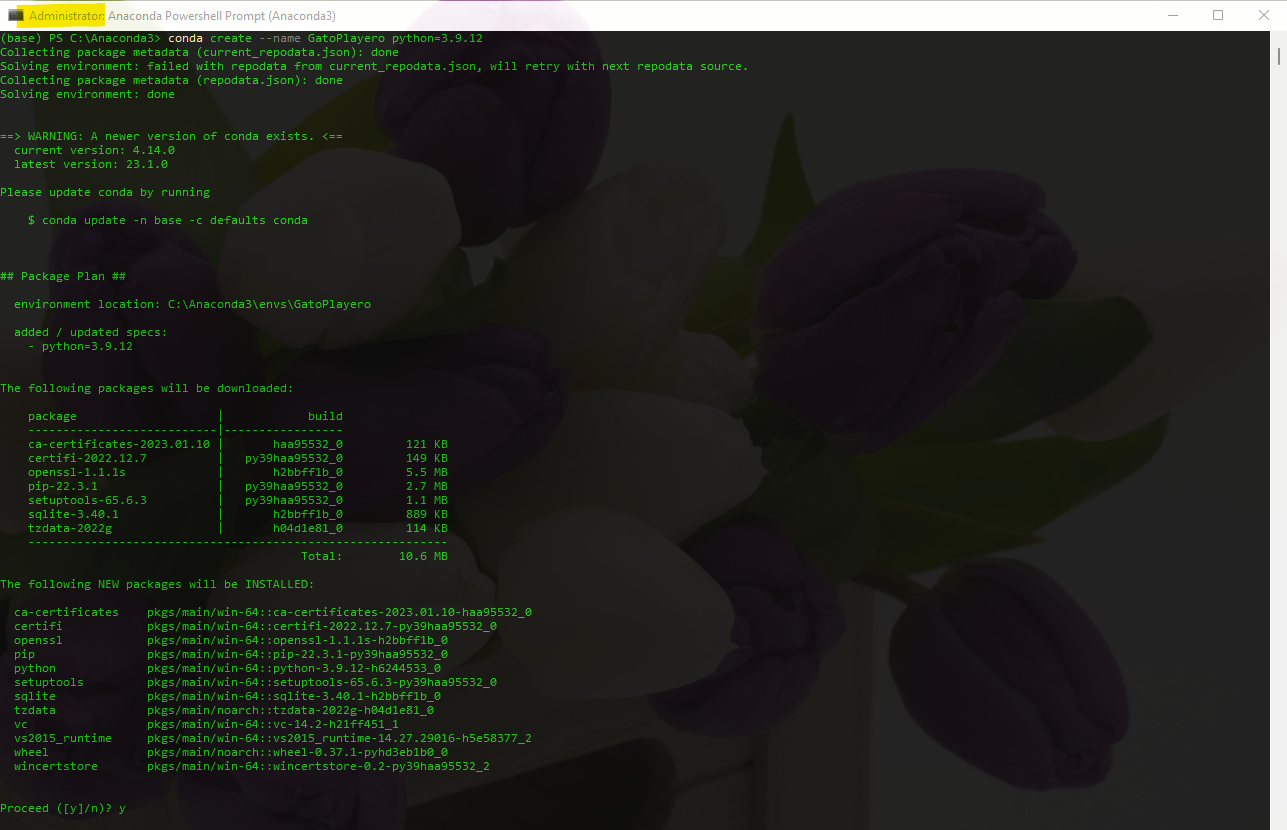 Administrator: Anaconda Powershell Prompt (Anaconda3)
(base) PS C:\Anaconda3> conda create --name GatoPlayero python=3.9.12
Collecting package metadata (current_repodata.json): done
Solving environment: failed with repodata from current_repodata.json, will retry with next repodata source.
Collecting package metadata (repodata.json): done
Solving environment: done
==> WARNING: A newer version of conda exists. <==
current version: 4.14.0
latest version: 23.1.0
Please update conda by running
$ conda update -n base -c defaults conda
## Package Plan ##
environment location: C:\Anaconda3\envs\GatoPlayero
added / updated specs:
- python=3.9.12
The following packages will be downloaded:
package | build
---------------------------|-----------------
ca-certificates-2023.01.10 | haa95532_0 121 KB
certifi-2022.12.7 | py39haa95532_0 149 KB
openssl-1.1.1s | h2bbff1b_0 5.5 MB
pip-22.3.1 | py39haa95532_0 2.7 MB
setuptools-65.6.3 | py39haa95532_0 1.1 MB
sqlite-3.40.1 | h2bbff1b_0 889 KB
tzdata-2022g | h04d1e81_0 114 KB
------------------------------------------------------------
Total: 10.6 MB
The following NEW packages will be INSTALLED:
ca-certificates pkgs/main/win-64::ca-certificates-2023.01.10-haa95532_0
certifi pkgs/main/win-64::certifi-2022.12.7-py39haa95532_0
openssl pkgs/main/win-64::openssl-1.1.1s-h2bbff1b_0
pip pkgs/main/win-64::pip-22.3.1-py39haa95532_0
python pkgs/main/win-64::python-3.9.12-h6244533_0
setuptools pkgs/main/win-64::setuptools-65.6.3-py39haa95532_0
sqlite pkgs/main/win-64::sqlite-3.40.1-h2bbff1b_0
tzdata pkgs/main/noarch::tzdata-2022g-h04d1e81_0
vc pkgs/main/win-64::vc-14.2-h21ff451_1
vs2015_runtime pkgs/main/win-64::vs2015_runtime-14.27.29016-h5e58377_2
wheel pkgs/main/noarch::wheel-0.37.1-pyhd3eb1b0_0
wincertstore pkgs/main/win-64::wincertstore-0.2-py39haa95532_2
Proceed ([y]/n)? y